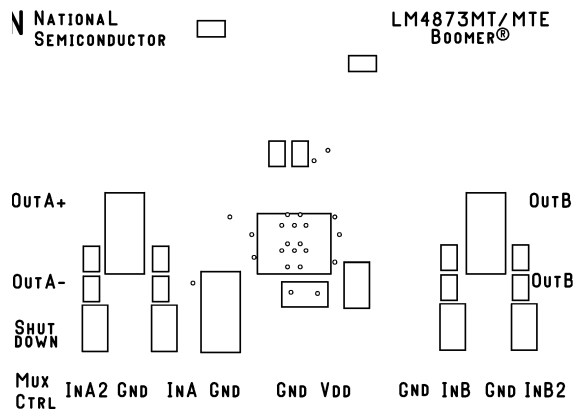 N NATIONAL
SEMICONDUCTOR
LM4873MT/MTE
BOOMER®
OUTA+
OUTB
OUTA-
OUTB
SHUT
DOWN
MUX
CTRL
INA2 GND INA GND GND VDD GND INB GND INB2